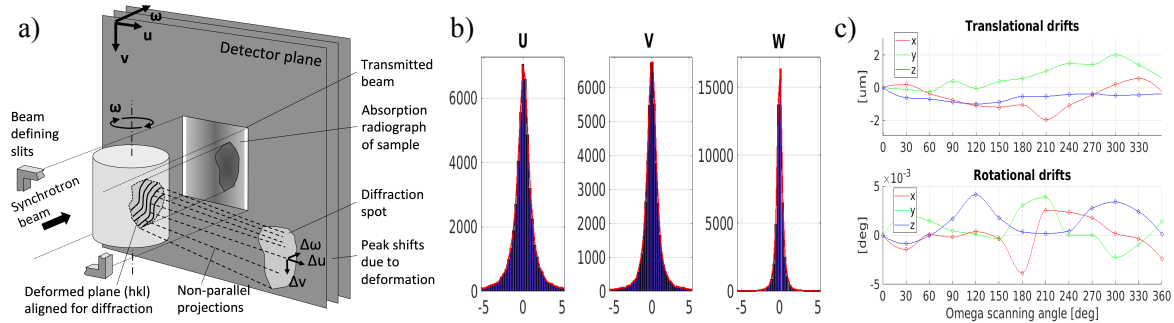 a)
ω
u
v
Detector plane
Transmitted
beam
Absorption
radiograph
of sample
ω
Beam
defining
slits
Synchrotron
beam
Diffraction
spot
Δω
Δu
Δv
Peak shifts
due to
deformation
Deformed plane (hkl)
aligned for diffraction
Non-parallel
projections
b)
U
6000
4000
2000
0
-5 0 5
V
6000
5000
4000
3000
2000
1000
0
-5 0 5
W
15000
10000
5000
0
-5 0 5
c)
Translational drifts
x
y
z
[um]
2
0
-2
0 30 60 90 120 150 180 210 240 270 300 330
Rotational drifts
×10⁻³
x
y
z
[deg]
5
0
-5
0 30 60 90 120 150 180 210 240 270 300 330 360
Omega scanning angle [deg]